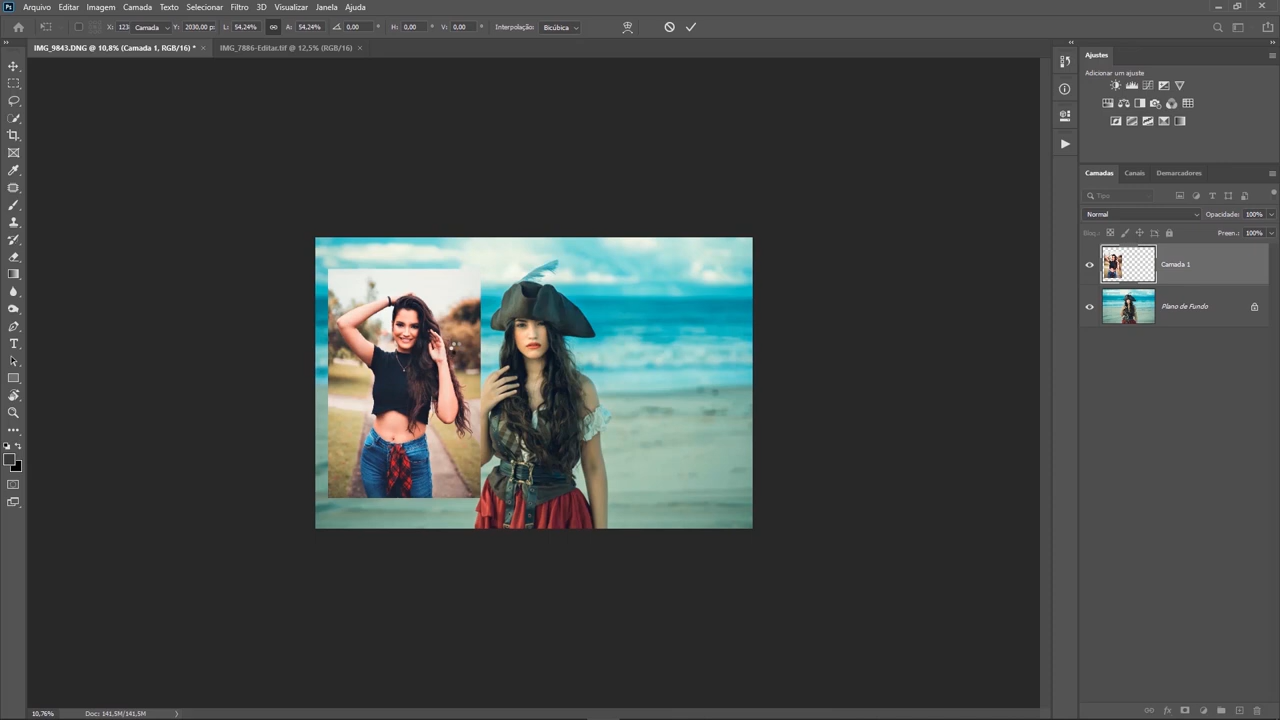 Ps Arquivo Editar Imagem Camada Texto Selecionar Filtro 3D Visualizar Janela Ajuda
X: 123 Camada Y: 2030,00 px L: 54,24% A: 54,24% 0,00 ° H: 0,00 ° V: 0,00 ° Interpolação: Bicúbica
IMG_9843.DNG @ 10,8% (Camada 1, RGB/16) * × IMG_7886-Editar.tif @ 12,5% (RGB/16) ×
Ajustes
Adicionar um ajuste
Camadas Canais Demarcadores
Tipo
Normal Opacidade: 100%
Bloq.: Preen.: 100%
Camada 1
Plano de Fundo
10,76% Doc: 141,5M/141,5M